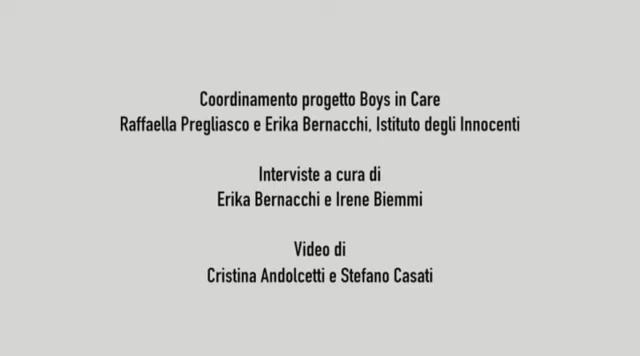 Coordinamento progetto Boys in Care
Raffaella Pregliasco e Erika Bernacchi, Istituto degli Innocenti
Interviste a cura di
Erika Bernacchi e Irene Biemmi
Video di
Cristina Andolcetti e Stefano Casati